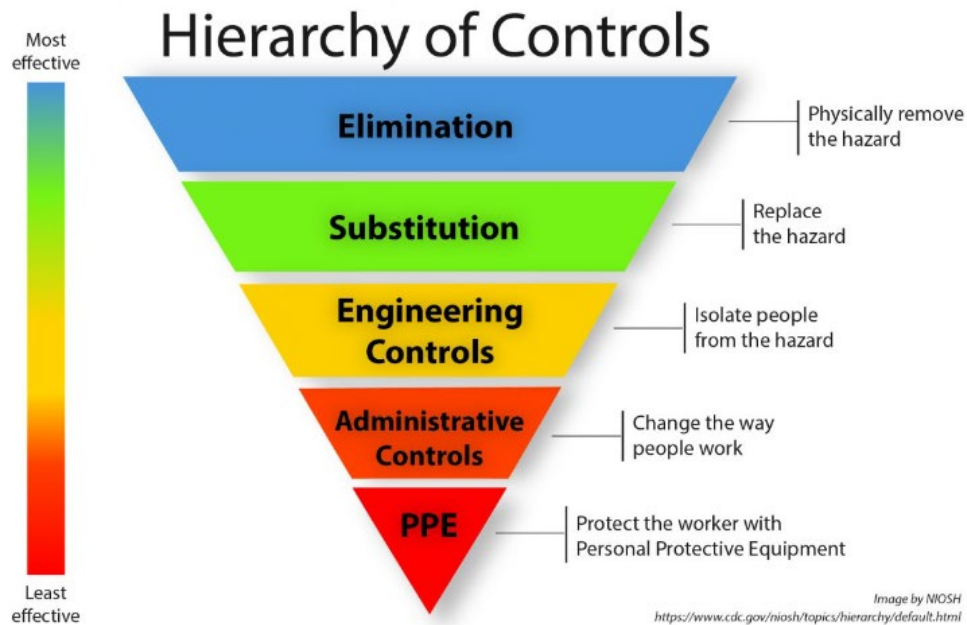 Hierarchy of Controls
Most
effective
Elimination
Physically remove
the hazard
Substitution
Replace
the hazard
Engineering
Controls
Isolate people
from the hazard
Administrative
Controls
Change the way
people work
PPE
Protect the worker with
Personal Protective Equipment
Least
effective
Image by NIOSH
https://www.cdc.gov/niosh/topics/hierarchy/default.html